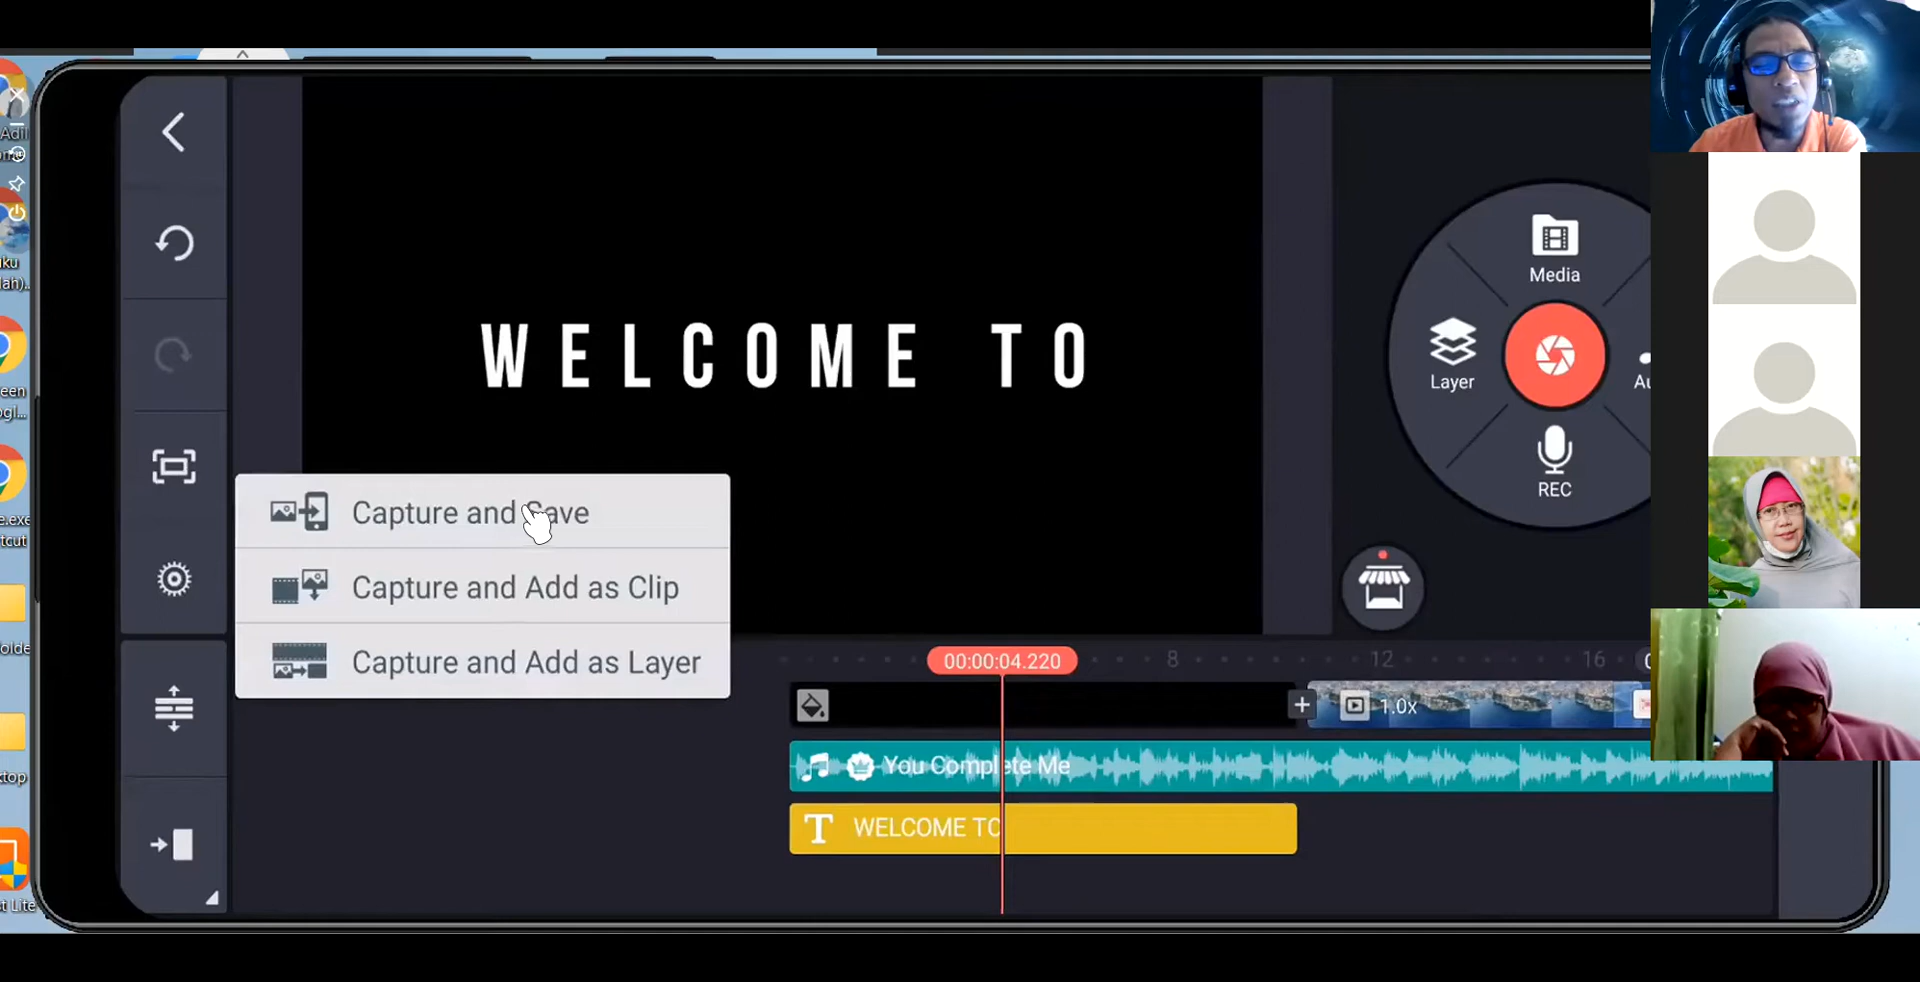 WELCOME TO
Media
Layer
REC
Capture and Save
Capture and Add as Clip
Capture and Add as Layer
00:00:04.220
8
12
16
1.0x
You Complete Me
WELCOME TO